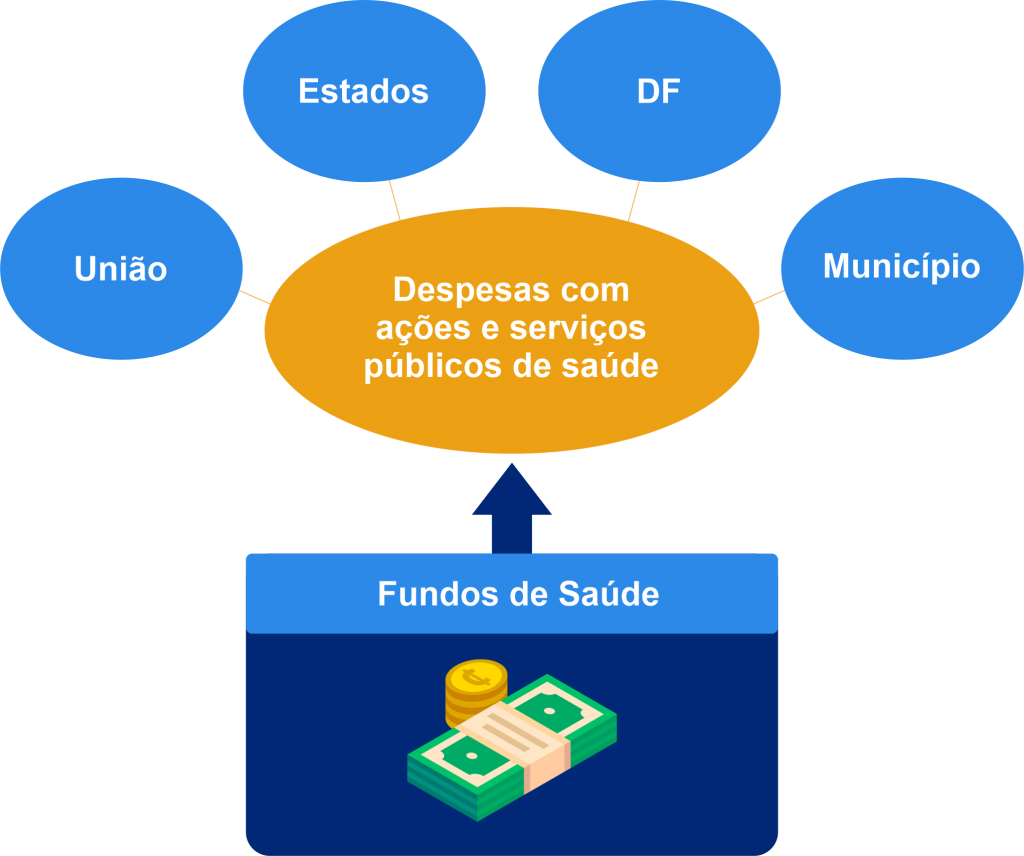 Estados
DF
União
Município
Despesas com
ações e serviços
públicos de saúde
Fundos de Saúde